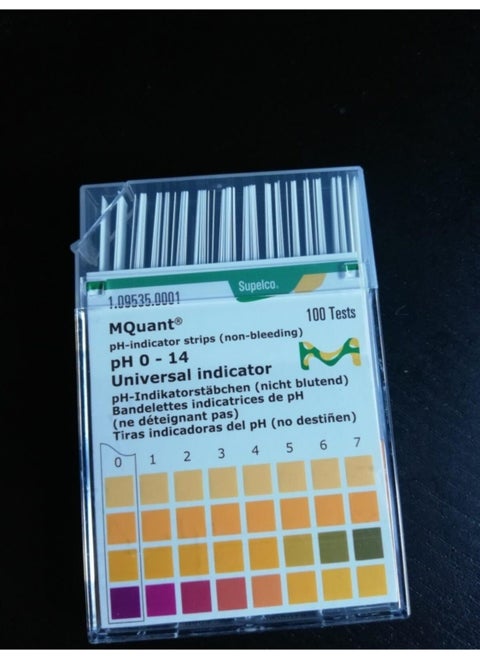 Supelco®
1.09535.0001
100 Tests
MQuant®
pH-indicator strips (non-bleeding)
pH 0 - 14
Universal indicator
pH-Indikatorstäbchen (nicht blutend)
Bandelettes indicatrices de pH
(ne déteignant pas)
Tiras indicadoras del pH (no destiñen)
0 1 2 3 4 5 6 7